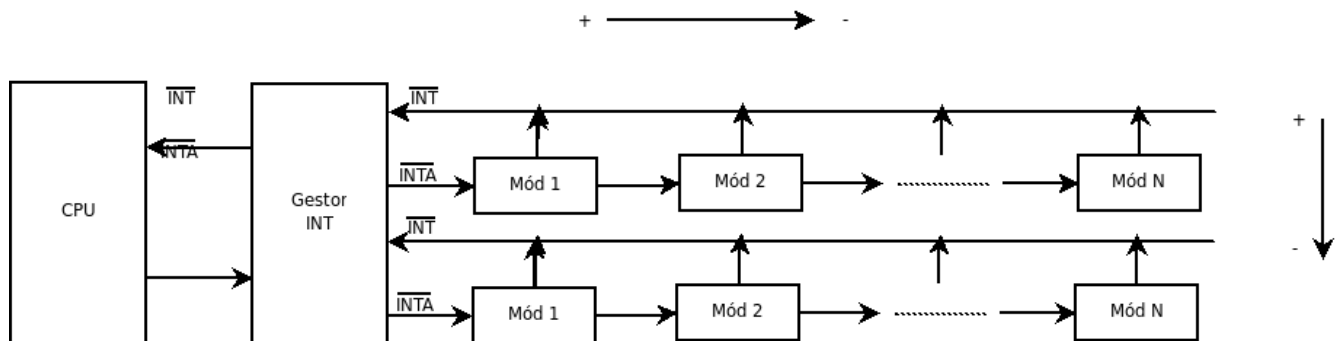 + -
INT
INT
+
INTA
INTA
Mód 1
Mód 2
Mód N
CPU
Gestor
INT
INT
-
INTA
Mód 1
Mód 2
Mód N